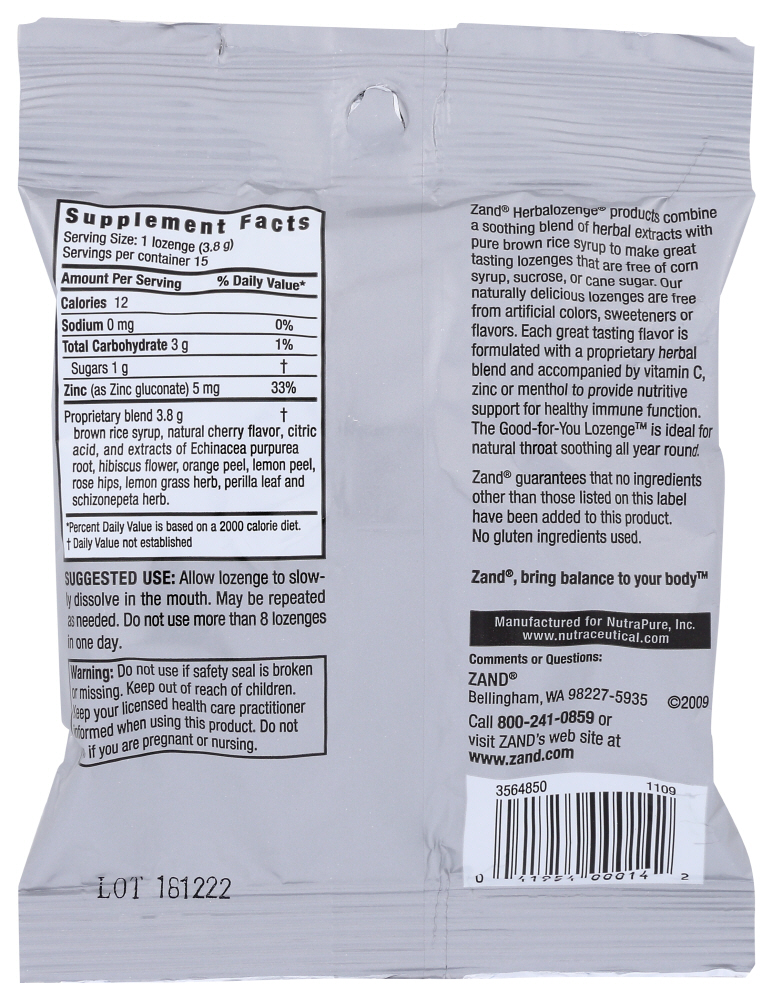 Supplement Facts
Serving Size: 1 lozenge (3.8 g)
Servings per container 15
Amount Per Serving % Daily Value*
Calories 12
Sodium 0 mg 0%
Total Carbohydrate 3 g 1%
Sugars 1 g †
Zinc (as Zinc gluconate) 5 mg 33%
Proprietary blend 3.8 g †
brown rice syrup, natural cherry flavor, citric
acid, and extracts of Echinacea purpurea
root, hibiscus flower, orange peel, lemon peel,
rose hips, lemon grass herb, perilla leaf and
schizonepeta herb.
*Percent Daily Value is based on a 2000 calorie diet.
† Daily Value not established
SUGGESTED USE: Allow lozenge to slow-
ly dissolve in the mouth. May be repeated
as needed. Do not use more than 8 lozenges
in one day.
Warning: Do not use if safety seal is broken
or missing. Keep out of reach of children.
Keep your licensed health care practitioner
informed when using this product. Do not
if you are pregnant or nursing.
LOT 161222
Zand® Herbalozenge® products combine
a soothing blend of herbal extracts with
pure brown rice syrup to make great
tasting lozenges that are free of corn
syrup, sucrose, or cane sugar. Our
naturally delicious lozenges are free
from artificial colors, sweeteners or
flavors. Each great tasting flavor is
formulated with a proprietary herbal
blend and accompanied by vitamin C,
zinc or menthol to provide nutritive
support for healthy immune function.
The Good-for-You Lozenge™ is ideal for
natural throat soothing all year round.
Zand® guarantees that no ingredients
other than those listed on this label
have been added to this product.
No gluten ingredients used.
Zand®, bring balance to your body™
Manufactured for NutraPure, Inc.
www.nutraceutical.com
Comments or Questions:
ZAND®
Bellingham, WA 98227-5935 ©2009
Call 800-241-0859 or
visit ZAND's web site at
www.zand.com
3564850 1109
0 41954 00014 2